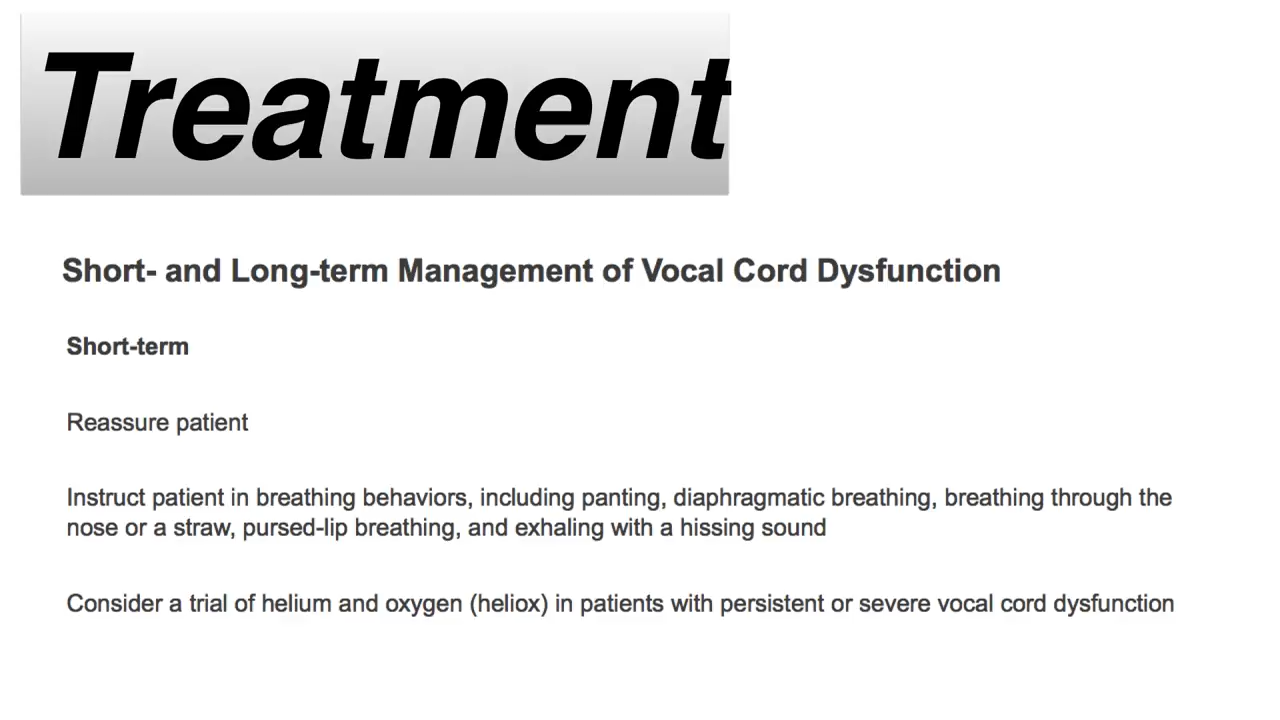 Treatment
Short- and Long-term Management of Vocal Cord Dysfunction
Short-term
Reassure patient
Instruct patient in breathing behaviors, including panting, diaphragmatic breathing, breathing through the
nose or a straw, pursed-lip breathing, and exhaling with a hissing sound
Consider a trial of helium and oxygen (heliox) in patients with persistent or severe vocal cord dysfunction